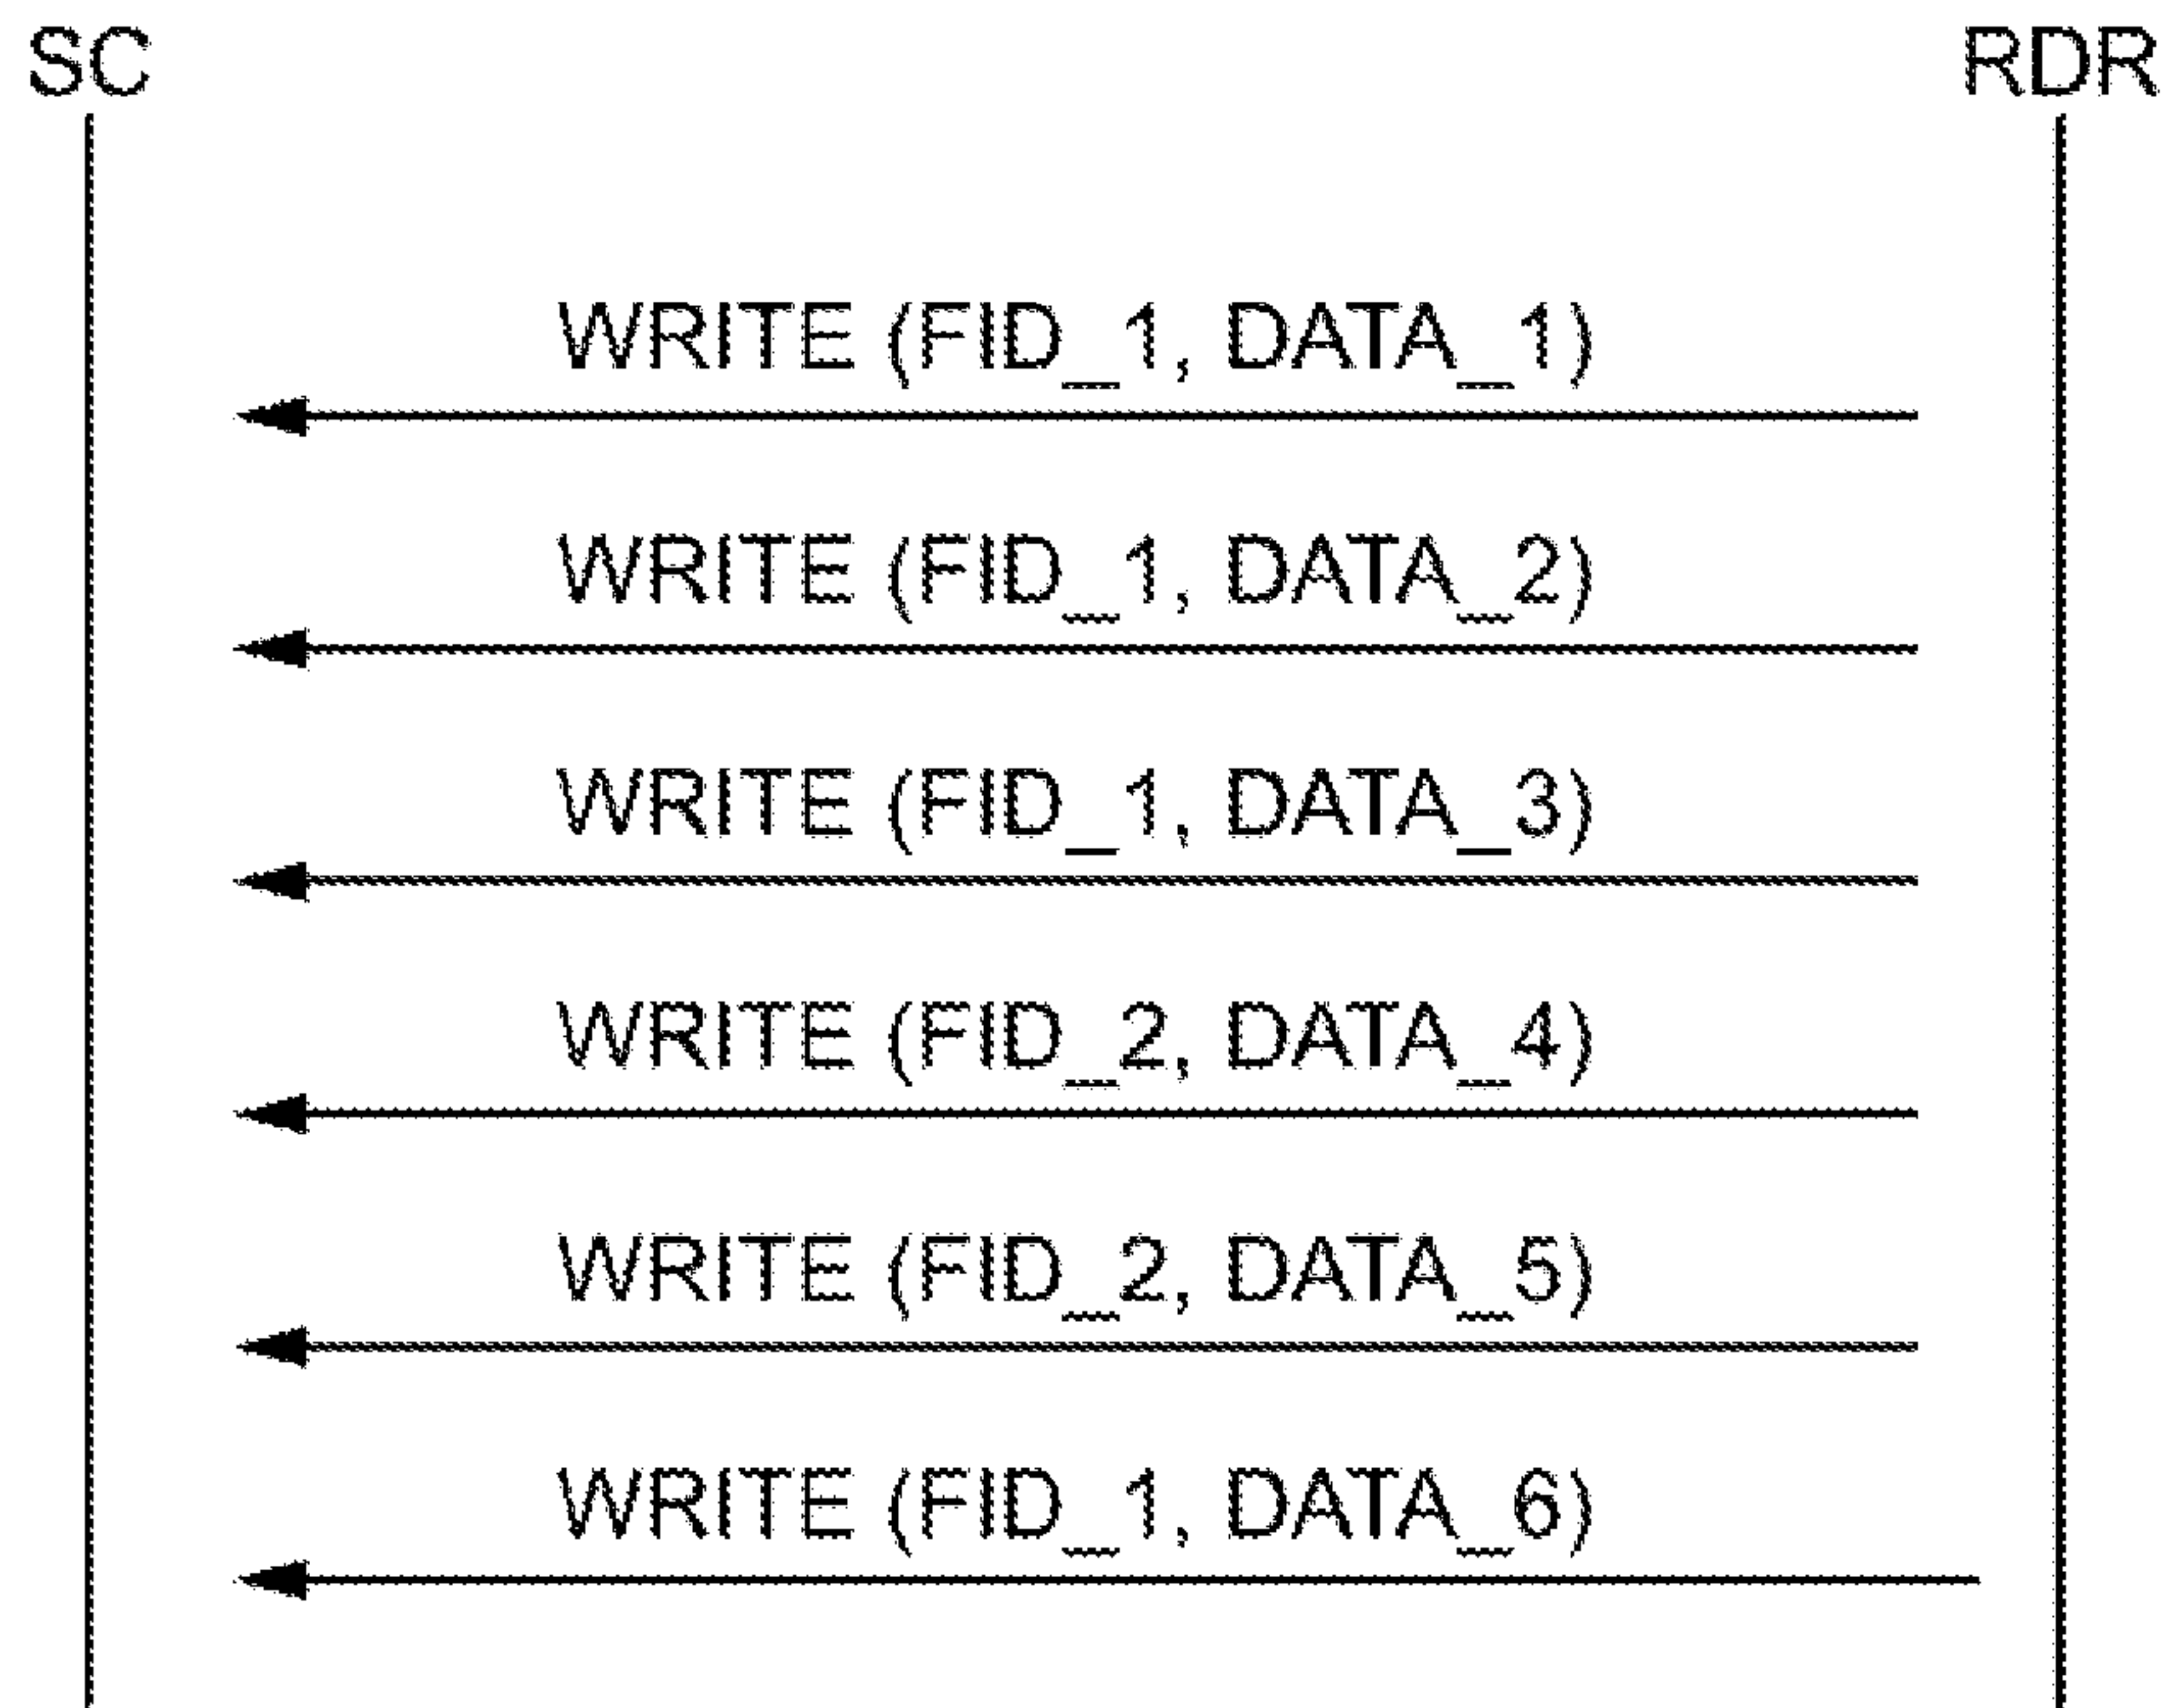 SC RDR
WRITE (FID_1, DATA_1)
WRITE (FID_1, DATA_2)
WRITE (FID_1, DATA_3)
WRITE (FID_2, DATA_4)
WRITE (FID_2, DATA_5)
WRITE (FID_1, DATA_6)